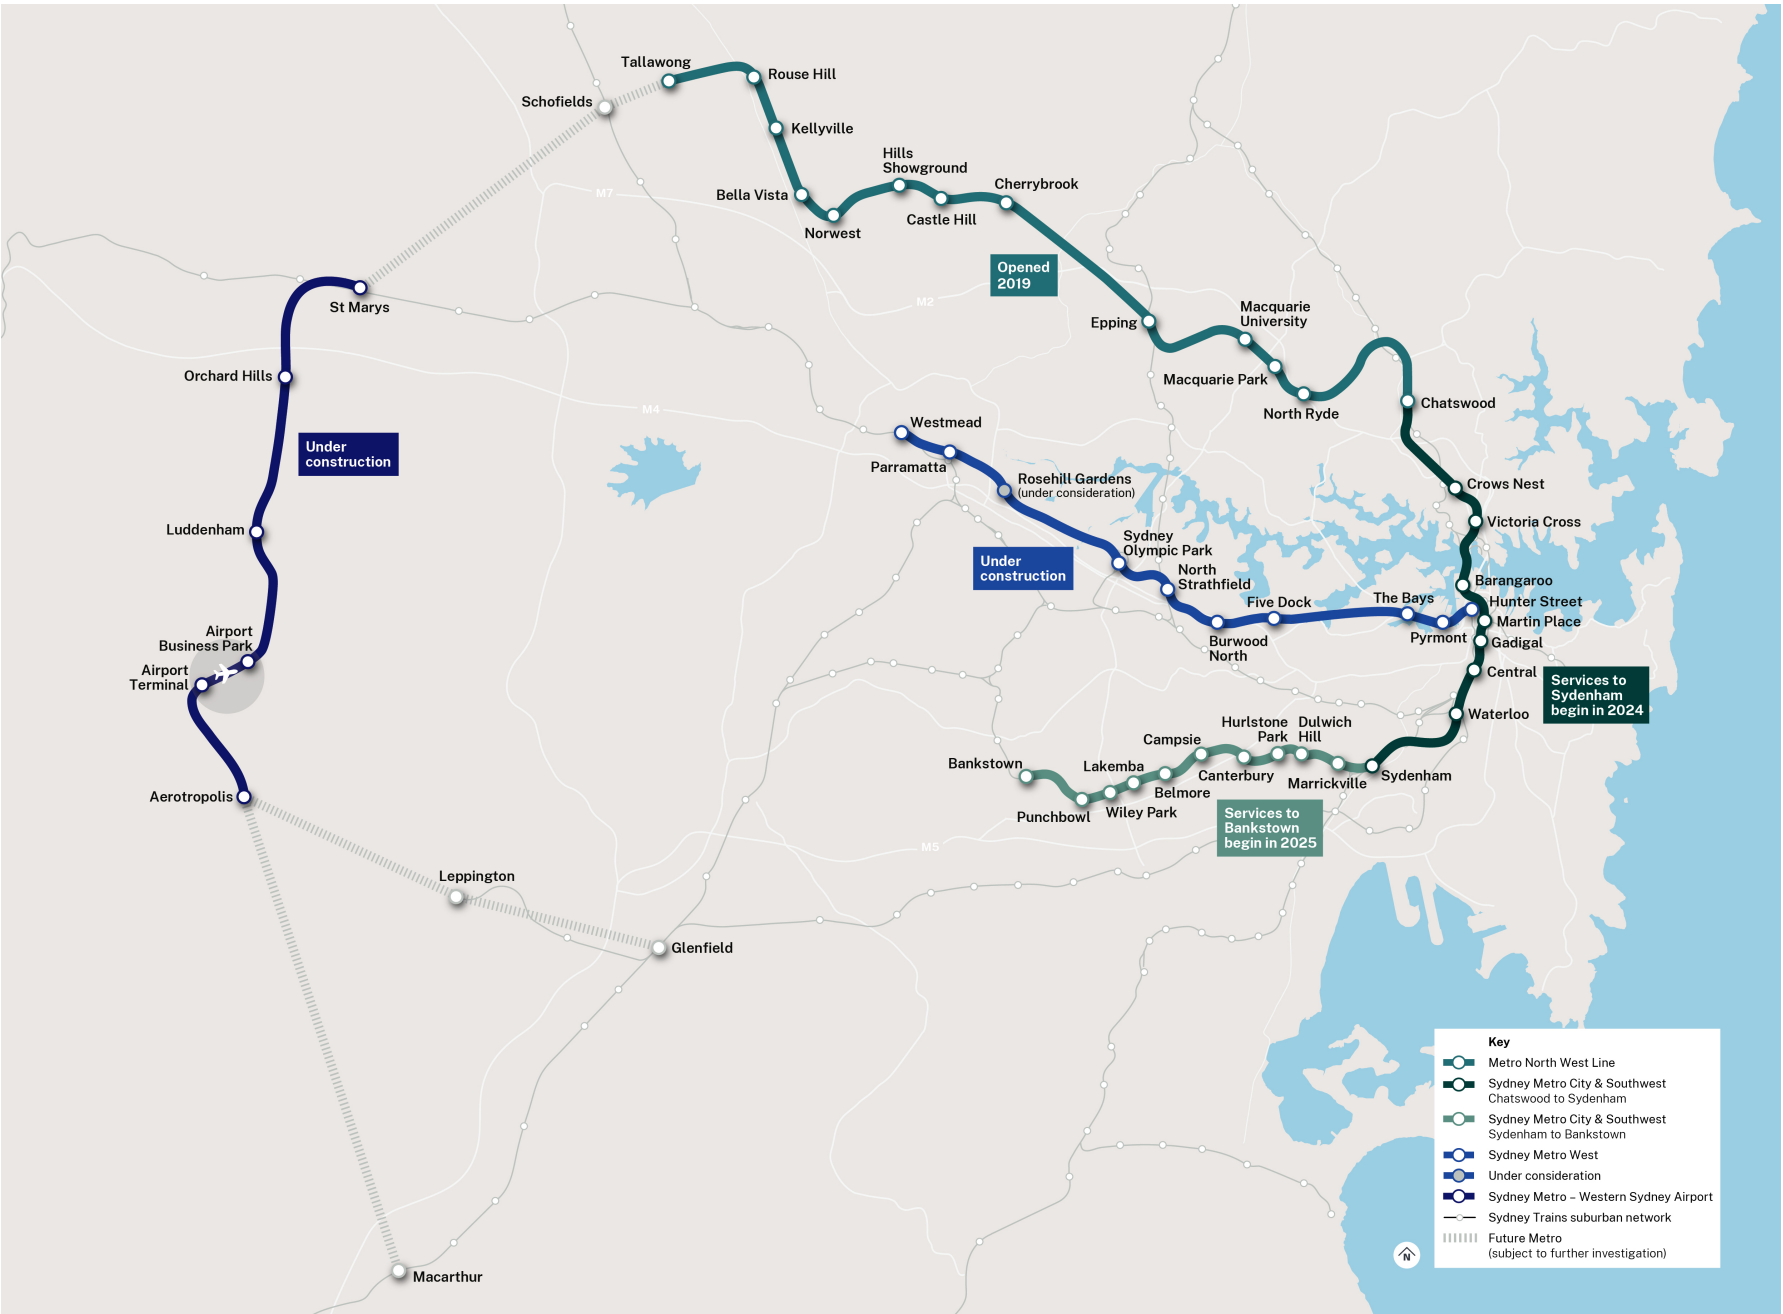 Tallawong
Rouse Hill
Schofields
Kellyville
Hills
Showground
Cherrybrook
M7
Bella Vista
Castle Hill
Norwest
Opened
2019
St Marys
M2
Macquarie
University
Epping
Orchard Hills
Macquarie Park
M4
North Ryde
Chatswood
Westmead
Under
construction
Parramatta
Rosehill Gardens
(under consideration)
Crows Nest
Victoria Cross
Luddenham
Sydney
Olympic Park
Under
construction
North
Strathfield
Barangaroo
Five Dock
The Bays
Hunter Street
Martin Place
Airport
Business Park
Burwood
North
Pyrmont
Gadigal
Airport
Terminal
Central
Services to
Sydenham
begin in 2024
Waterloo
Hurlstone
Park
Dulwich
Hill
Campsie
Bankstown
Lakemba
Canterbury
Sydenham
Marrickville
Belmore
Aerotropolis
Wiley Park
Punchbowl
Services to
Bankstown
begin in 2025
M5
Leppington
Glenfield
Macarthur
Key
Metro North West Line
Sydney Metro City & Southwest
Chatswood to Sydenham
Sydney Metro City & Southwest
Sydenham to Bankstown
Sydney Metro West
Under consideration
Sydney Metro – Western Sydney Airport
Sydney Trains suburban network
Future Metro
(subject to further investigation)
N